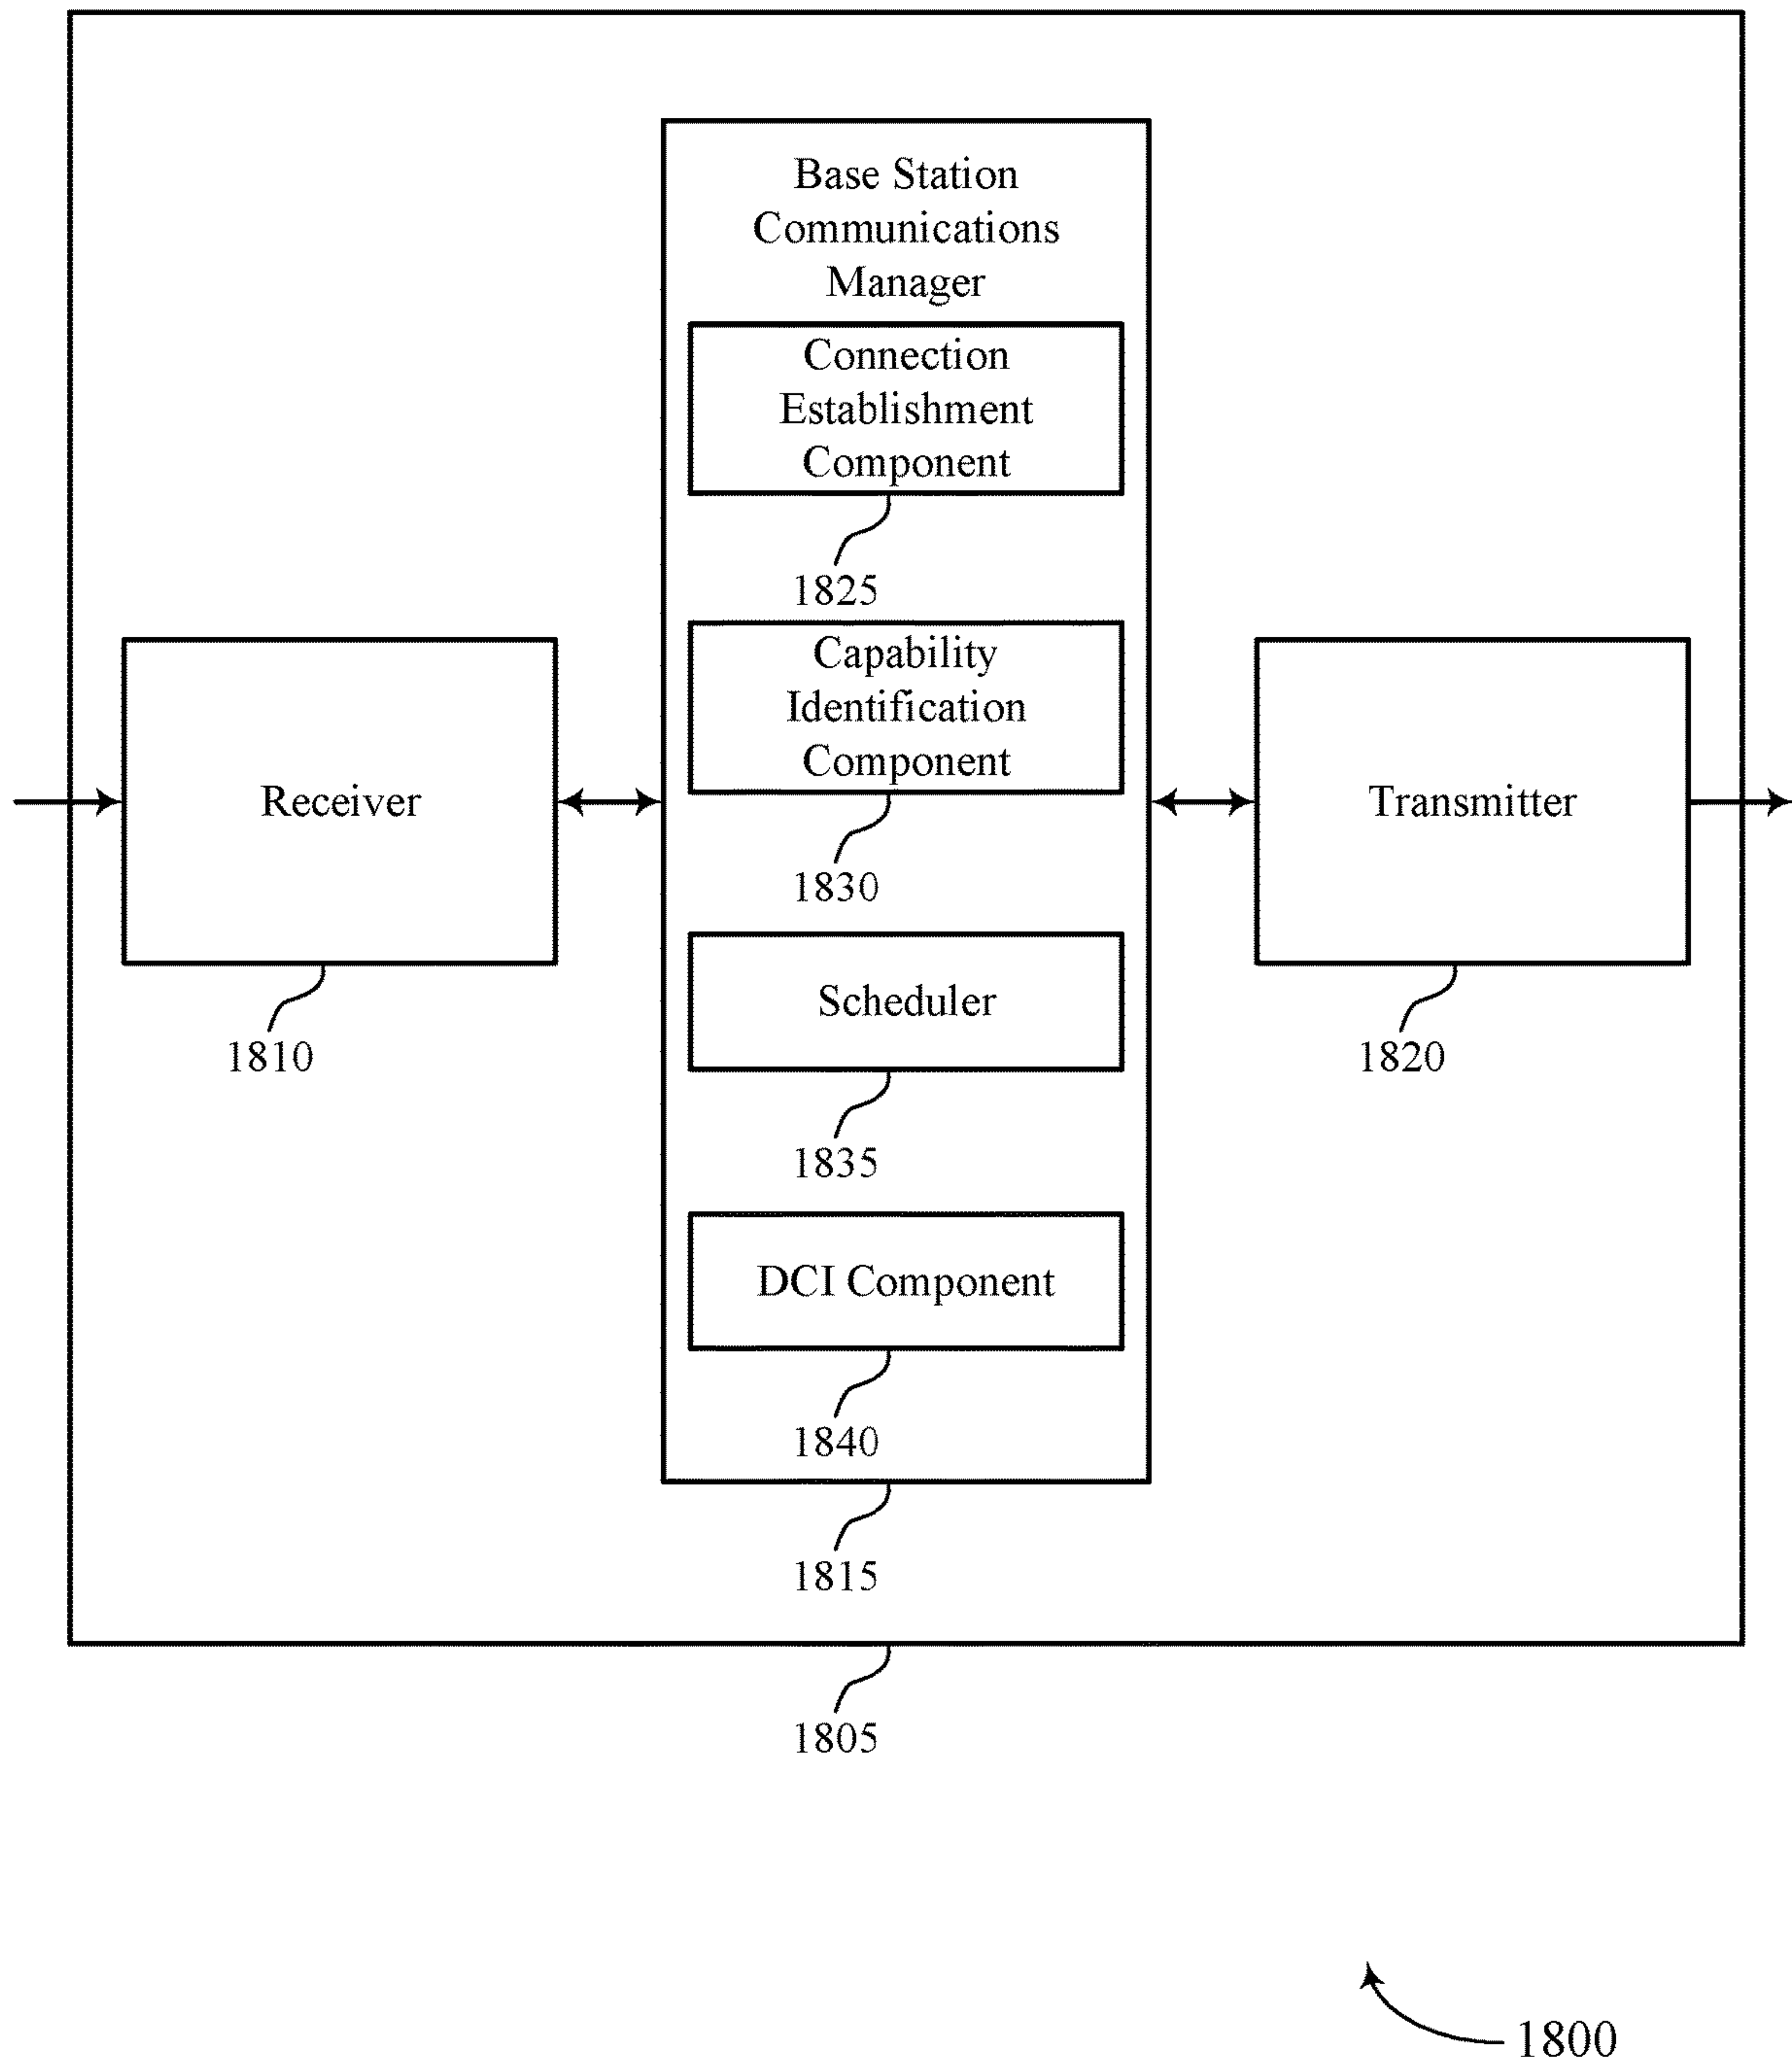 Base Station
Communications
Manager
Connection
Establishment
Component
1825
Capability
Identification
Component
1830
Receiver
1810
Transmitter
1820
Scheduler
1835
DCI Component
1840
1815
1805
1800